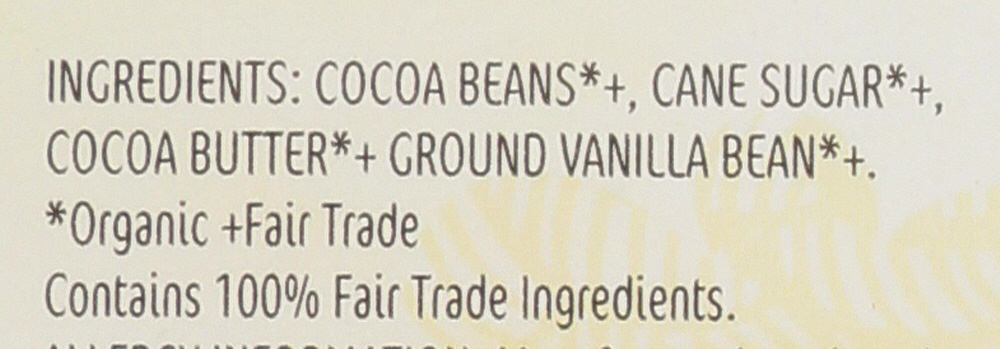 INGREDIENTS: COCOA BEANS*+, CANE SUGAR*+,
COCOA BUTTER*+ GROUND VANILLA BEAN*+.
*Organic +Fair Trade
Contains 100% Fair Trade Ingredients.